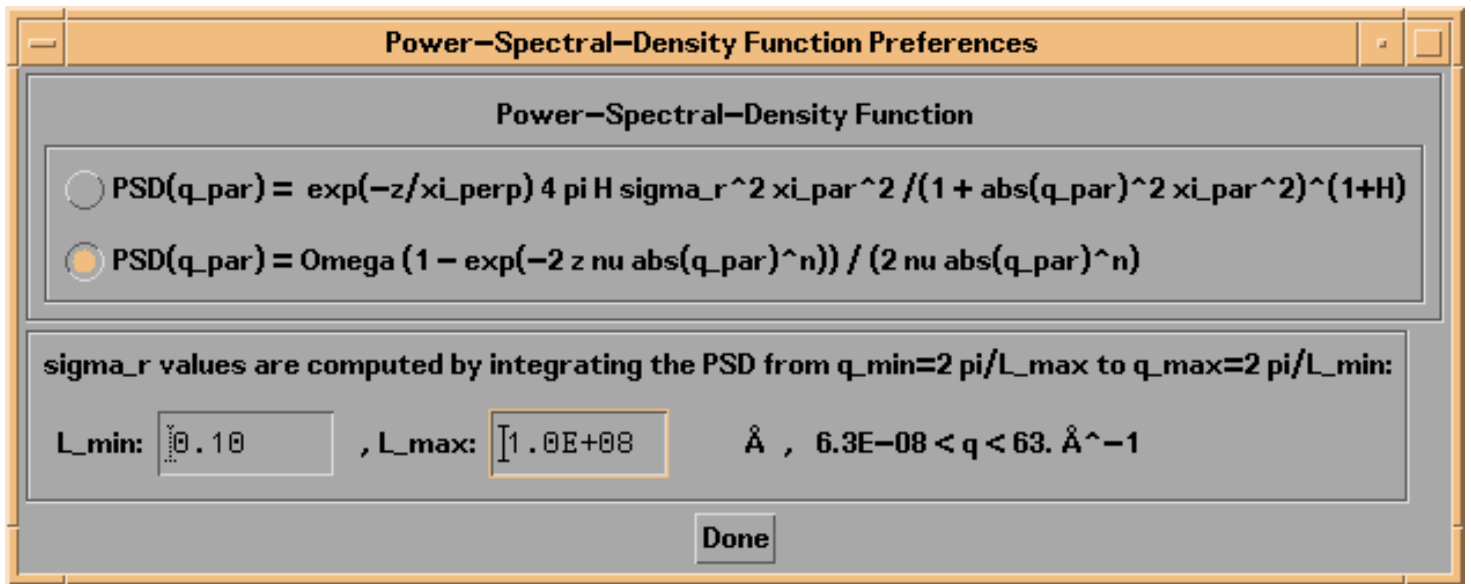 Power-Spectral-Density Function Preferences
Power-Spectral-Density Function
PSD(q_par) = exp(-z/xi_perp) 4 pi H sigma_r^2 xi_par^2 /(1 + abs(q_par)^2 xi_par^2)^(1+H)
PSD(q_par) = Omega (1 - exp(-2 z nu abs(q_par)^n)) / (2 nu abs(q_par)^n)
sigma_r values are computed by integrating the PSD from q_min=2 pi/L_max to q_max=2 pi/L_min:
L_min: 0.10 , L_max: 1.0E+08 Å , 6.3E-08 < q < 63. Å^-1
Done